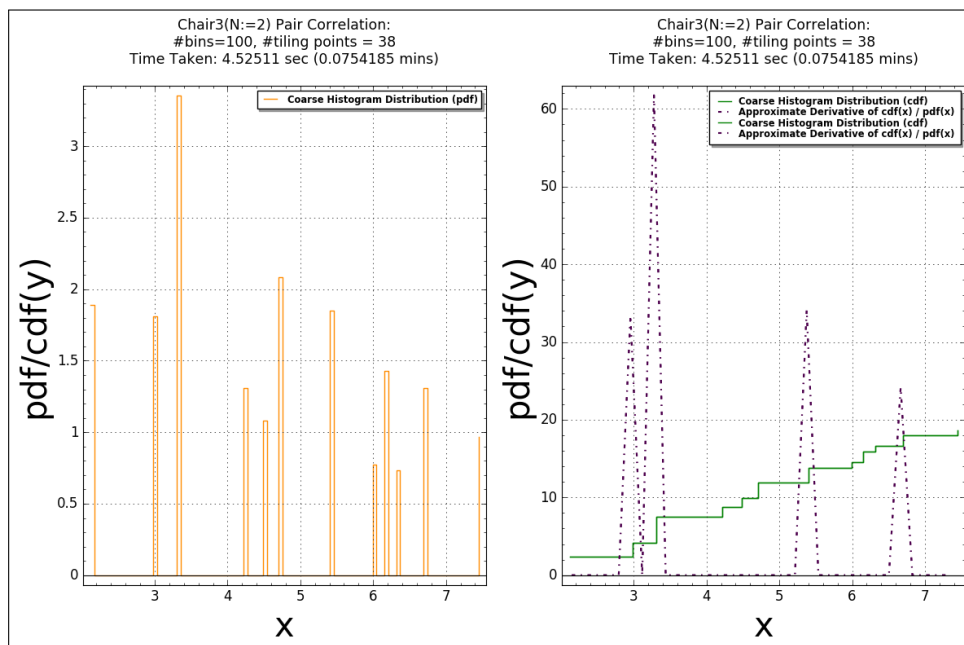 Chair3(N:=2) Pair Correlation:
#bins=100, #tiling points = 38
Time Taken: 4.52511 sec (0.0754185 mins)
Coarse Histogram Distribution (pdf)
pdf/cdf(y)
3
2.5
2
1.5
1
0.5
0
3
4
5
6
7
x
Chair3(N:=2) Pair Correlation:
#bins=100, #tiling points = 38
Time Taken: 4.52511 sec (0.0754185 mins)
Coarse Histogram Distribution (cdf)
Approximate Derivative of cdf(x) / pdf(x)
Coarse Histogram Distribution (cdf)
Approximate Derivative of cdf(x) / pdf(x)
pdf/cdf(y)
60
50
40
30
20
10
0
3
4
5
6
7
x